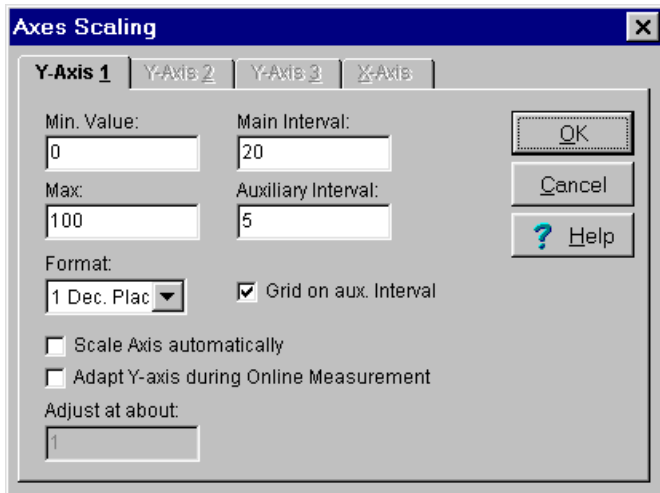 Axes Scaling
Y-Axis 1 Y-Axis 2 Y-Axis 3 X-Axis
Min. Value: Main Interval:
0 20 OK
Max: Auxiliary Interval: Cancel
100 5
? Help
Format:
1 Dec. Plac Grid on aux. Interval
Scale Axis automatically
Adapt Y-axis during Online Measurement
Adjust at about:
1